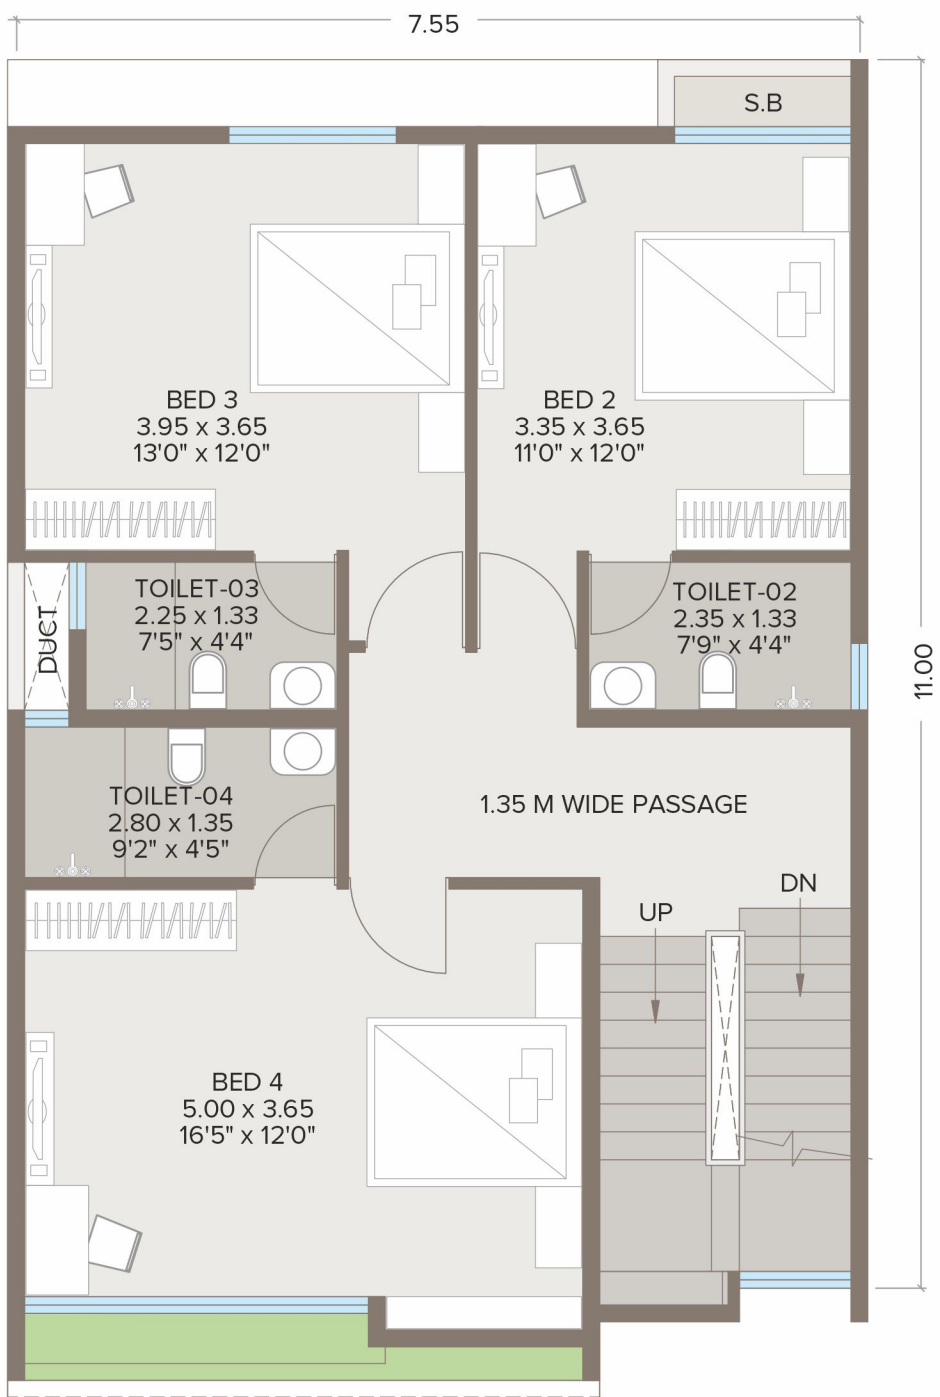 7.55
S.B
BED 3
3.95 x 3.65
13'0" x 12'0"
BED 2
3.35 x 3.65
11'0" x 12'0"
TOILET-03
2.25 x 1.33
7'5" x 4'4"
TOILET-02
2.35 x 1.33
7'9" x 4'4"
DUCT
11.00
TOILET-04
2.80 x 1.35
9'2" x 4'5"
1.35 M WIDE PASSAGE
UP
DN
BED 4
5.00 x 3.65
16'5" x 12'0"